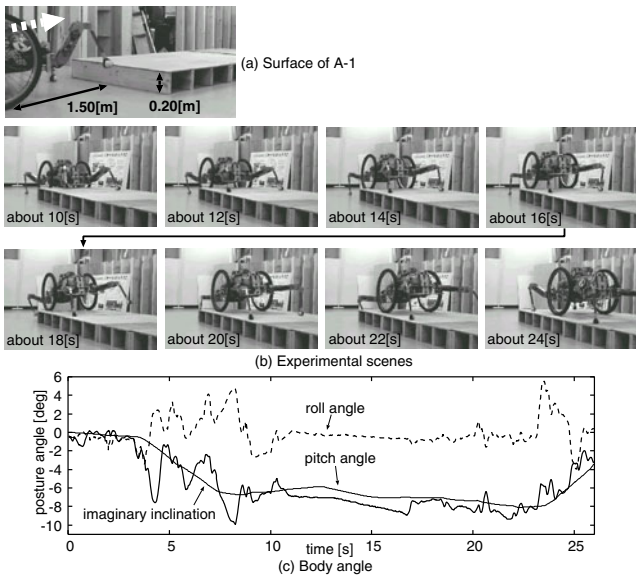 (a) Surface of A-1
1.50[m]
0.20[m]
about 10[s]
about 12[s]
about 14[s]
about 16[s]
about 18[s]
about 20[s]
about 22[s]
about 24[s]
(b) Experimental scenes
posture angle [deg]
6
4
2
0
-2
-4
-6
-8
-10
roll angle
pitch angle
imaginary inclination
0
5
10
15
20
25
time [s]
(c) Body angle